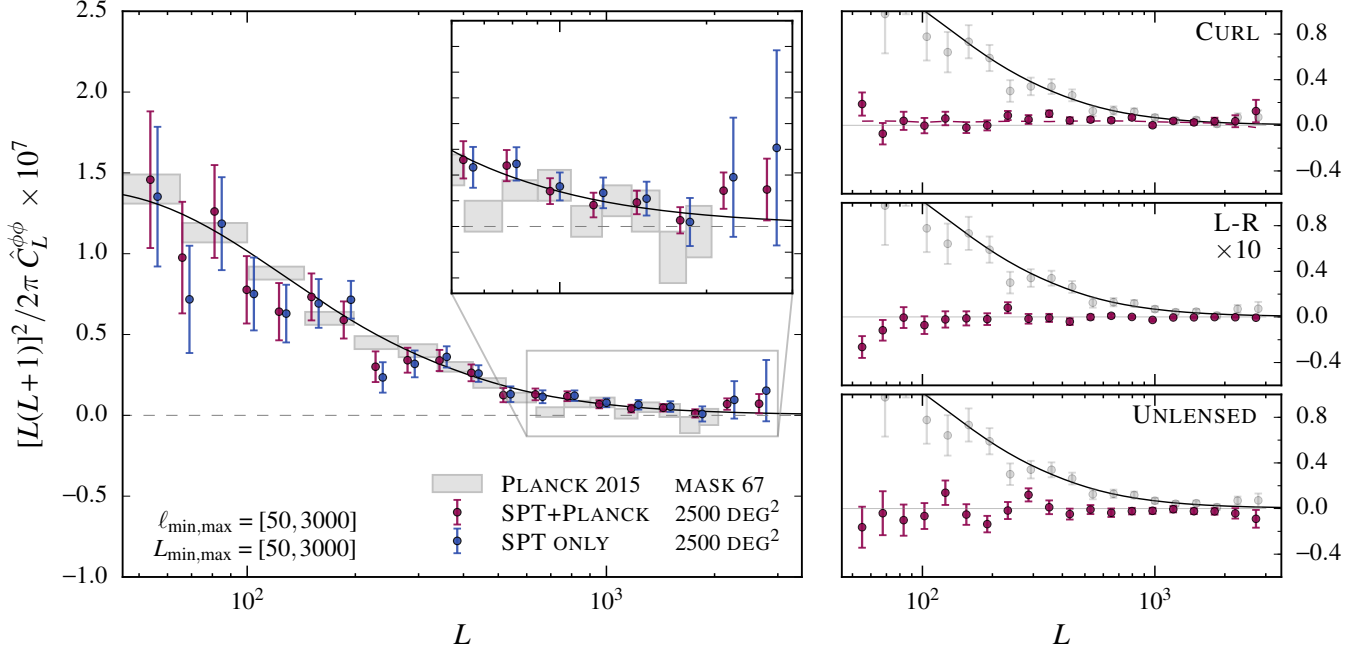 [L(L+1)]²/2π Ĉ_L^ϕϕ × 10⁷
2.5
2.0
1.5
1.0
0.5
0.0
−0.5
−1.0
PLANCK 2015 MASK 67
SPT+PLANCK 2500 DEG²
SPT ONLY 2500 DEG²
ℓmin,max = [50, 3000]
Lmin,max = [50, 3000]
10² 10³
L
CURL
0.8
0.4
0.0
−0.4
L-R
×10
0.8
0.4
0.0
−0.4
UNLENSED
0.8
0.4
0.0
−0.4
10² 10³
L